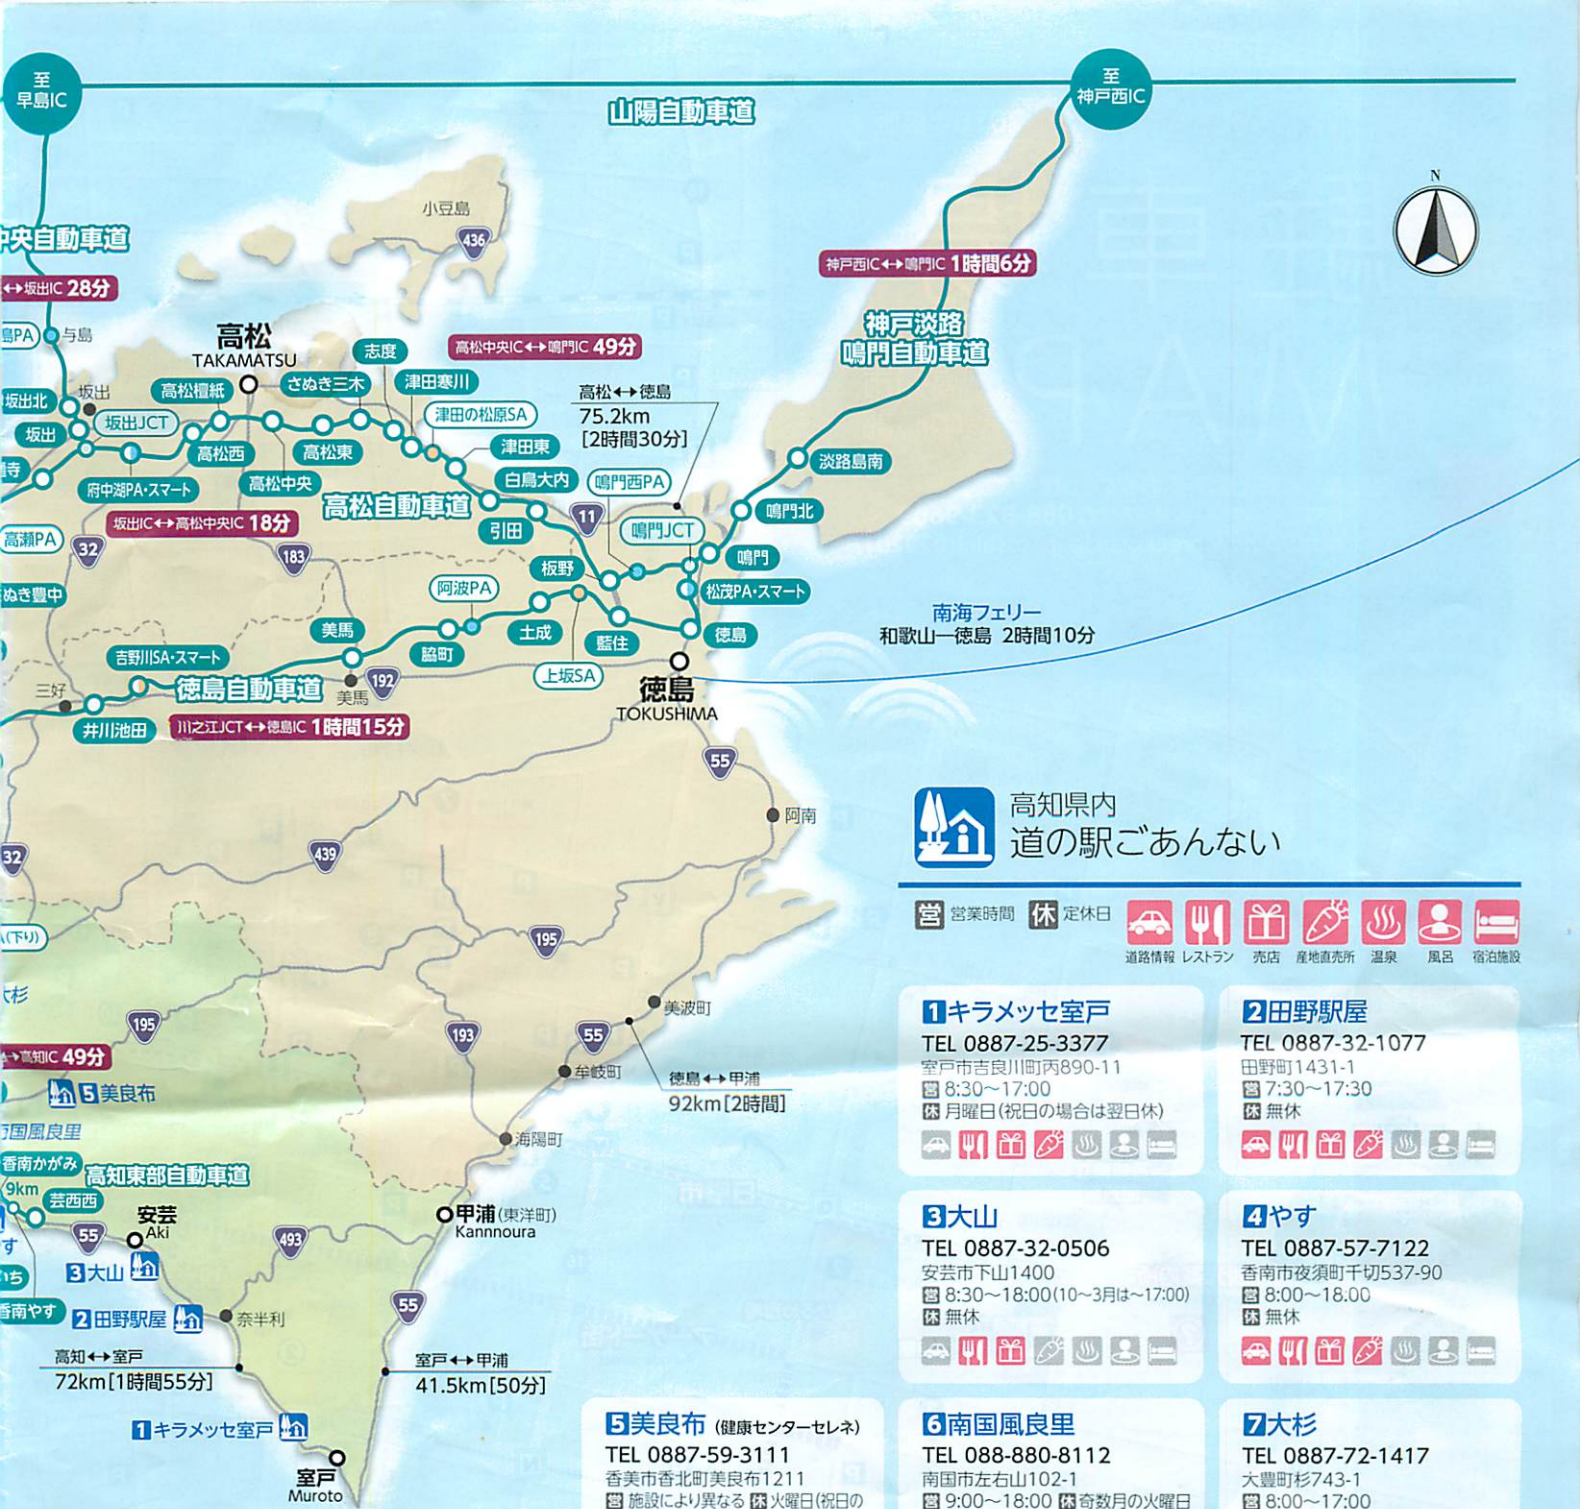 至
早島IC
至
神戸西IC
山陽自動車道
N
小豆島
436
中央自動車道
↔坂出IC 28分
神戸西IC↔鳴門IC 1時間6分
島PA
与島
高松
TAKAMATSU
志度
高松中央IC↔鳴門IC 49分
神戸淡路
鳴門自動車道
坂出
高松檀紙
さぬき三木
津田寒川
高松↔徳島
75.2km
[2時間30分]
坂出北
坂出JCT
津田の松原SA
坂出
高松西
高松東
津田東
淡路島南
寺
府中湖PA・スマート
高松中央
白鳥大内
鳴門西PA
高松自動車道
11
鳴門北
坂出IC↔高松中央IC 18分
引田
鳴門JCT
高瀬PA
32
183
板野
鳴門
ぬき豊中
阿波PA
松茂PA・スマート
南海フェリー
和歌山―徳島 2時間10分
美馬
脇町
土成
藍住
徳島
吉野川SA・スマート
上坂SA
三好
徳島自動車道
美馬
192
徳島
TOKUSHIMA
井川池田
川之江JCT↔徳島IC 1時間15分
55
阿南
高知県内
道の駅ごあんない
32
439
営 営業時間 休 定休日
道路情報 レストラン 売店 産地直売所 温泉 風呂 宿泊施設
(下り)
195
大杉
195
美波町
193
55
↔高知IC 49分
牟岐町
徳島↔甲浦
92km[2時間]
5美良布
海陽町
国風良里
香南かがみ
高知東部自動車道
9km
芸西西
安芸
Aki
甲浦(東洋町)
Kannnoura
55
493
す
3大山
いち
55
香南やす
2田野駅屋
奈半利
高知↔室戸
72km[1時間55分]
室戸↔甲浦
41.5km[50分]
1キラメッセ室戸
室戸
Muroto
1キラメッセ室戸
TEL 0887-25-3377
室戸市吉良川町丙890-11
営 8:30～17:00
休 月曜日(祝日の場合は翌日休)
2田野駅屋
TEL 0887-32-1077
田野町1431-1
営 7:30～17:30
休 無休
3大山
TEL 0887-32-0506
安芸市下山1400
営 8:30～18:00(10～3月は～17:00)
休 無休
4やす
TEL 0887-57-7122
香南市夜須町千切537-90
営 8:00～18:00
休 無休
5美良布 (健康センターセレネ)
TEL 0887-59-3111
香美市香北町美良布1211
営 施設により異なる 休 火曜日(祝日の
6南国風良里
TEL 088-880-8112
南国市左右山102-1
営 9:00～18:00 休 奇数月の火曜日
7大杉
TEL 0887-72-1417
大豊町杉743-1
営 8:00～17:00